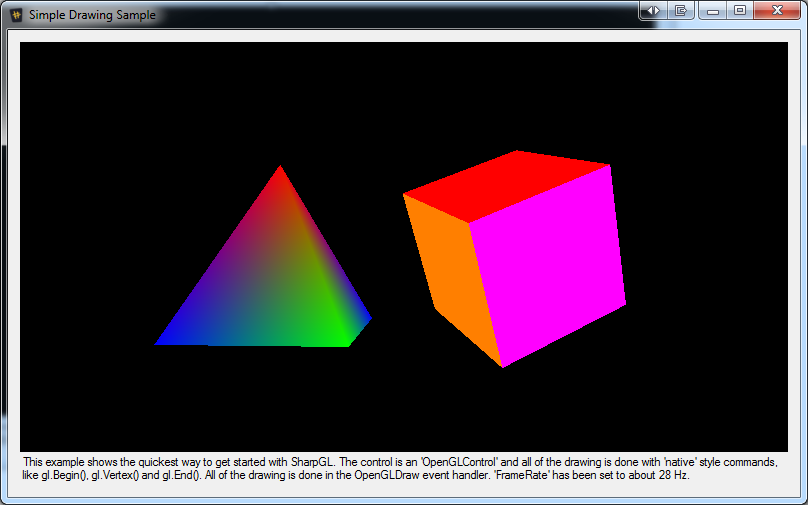 Simple Drawing Sample
This example shows the quickest way to get started with SharpGL. The control is an 'OpenGLControl' and all of the drawing is done with 'native' style commands,
like gl.Begin(), gl.Vertex() and gl.End(). All of the drawing is done in the OpenGLDraw event handler. 'FrameRate' has been set to about 28 Hz.